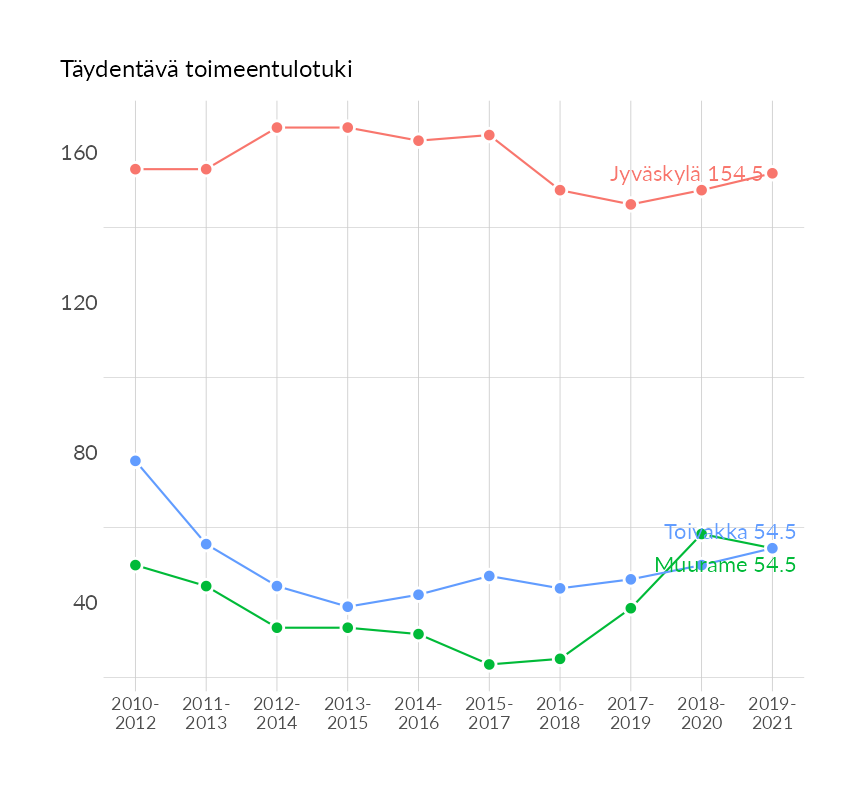 Täydentävä toimeentulotuki
160
Jyväskylä 154.5
120
80
Toivakka 54.5
Muurame 54.5
40
2010- 2011- 2012- 2013- 2014- 2015- 2016- 2017- 2018- 2019-
2012 2013 2014 2015 2016 2017 2018 2019 2020 2021